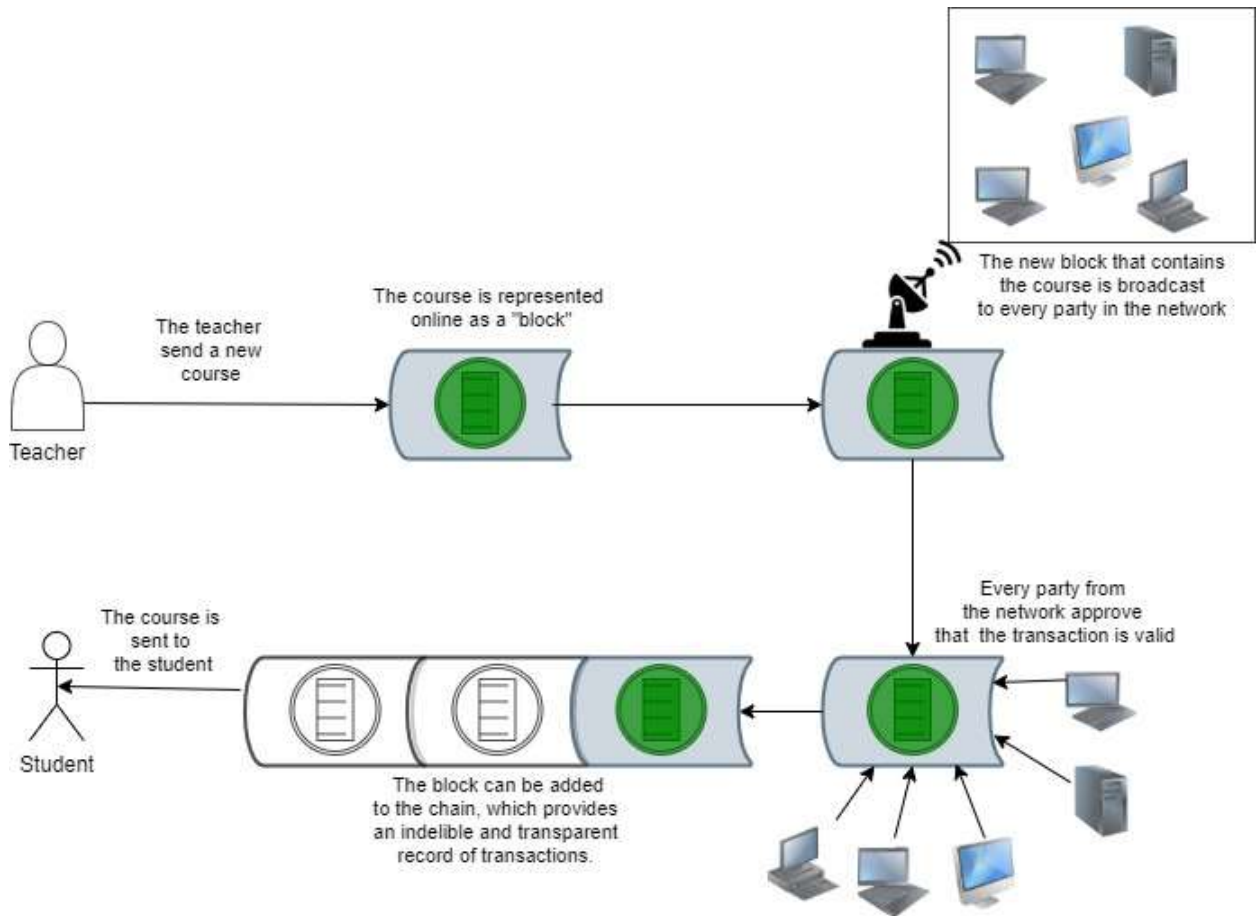 The new block that contains
the course is broadcast
to every party in the network
The course is represented
online as a "block"
The teacher
send a new
course
Teacher
Every party from
the network approve
that the transaction is valid
The course is
sent to
the student
Student
The block can be added
to the chain, which provides
an indelible and transparent
record of transactions.